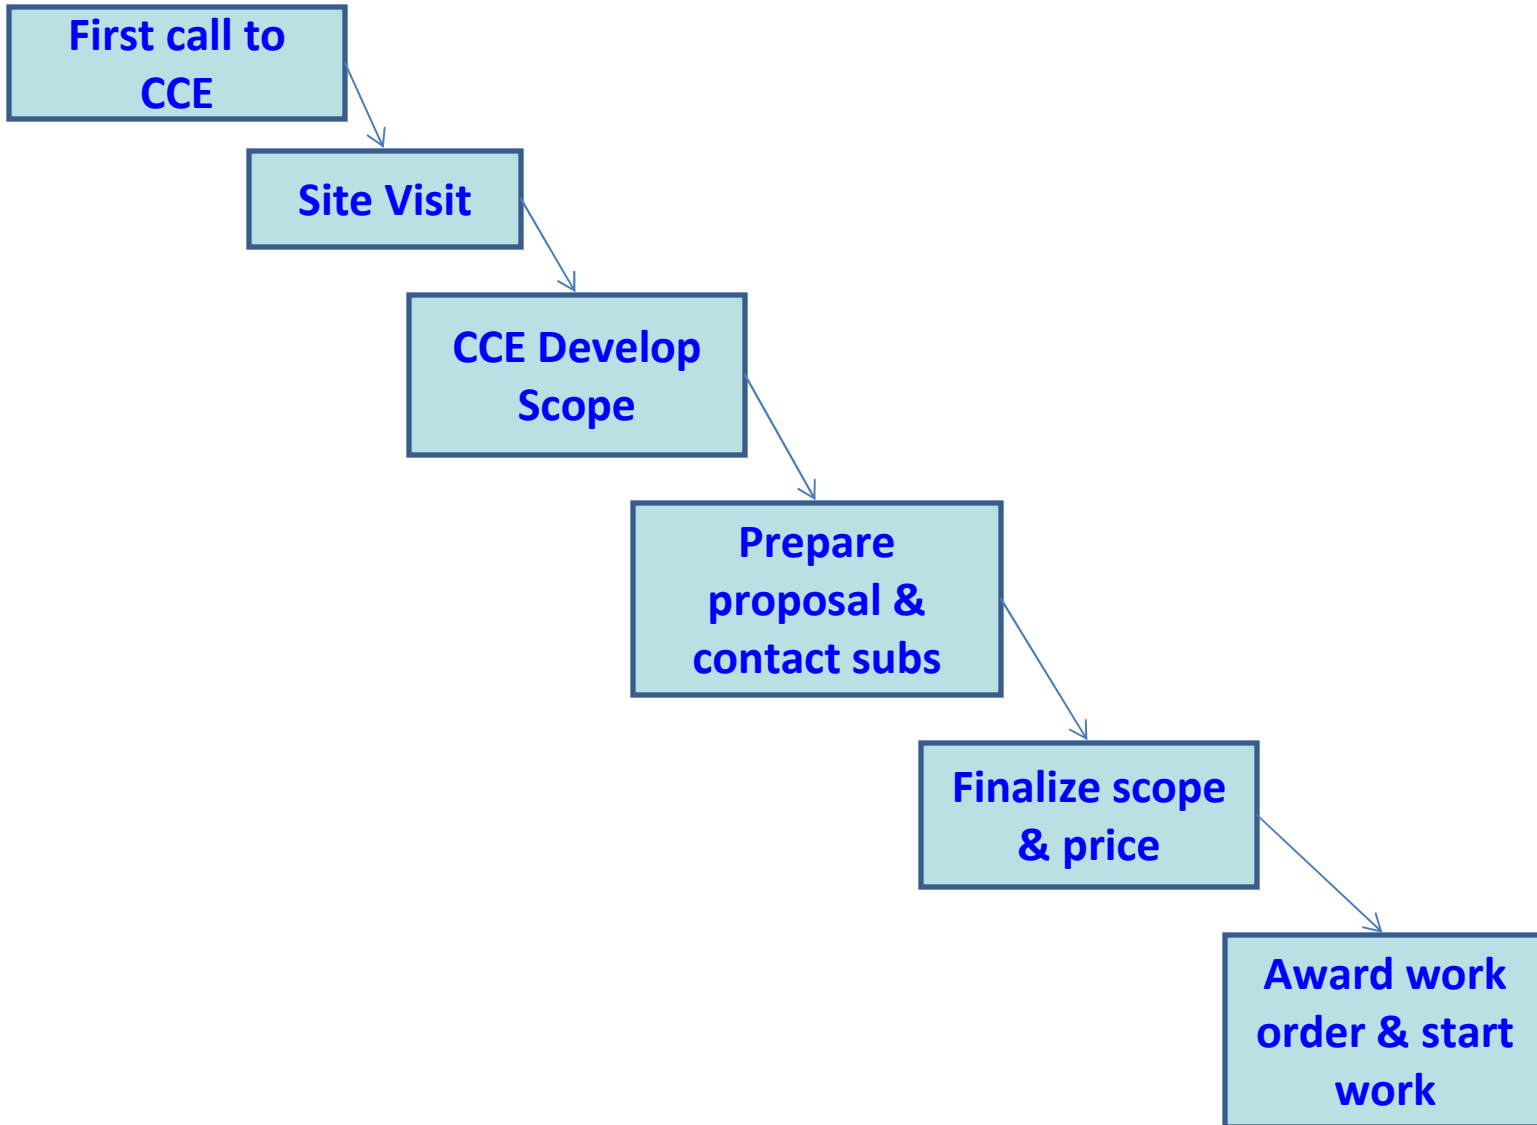 First call to
CCE
Site Visit
CCE Develop
Scope
Prepare
proposal &
contact subs
Finalize scope
& price
Award work
order & start
work